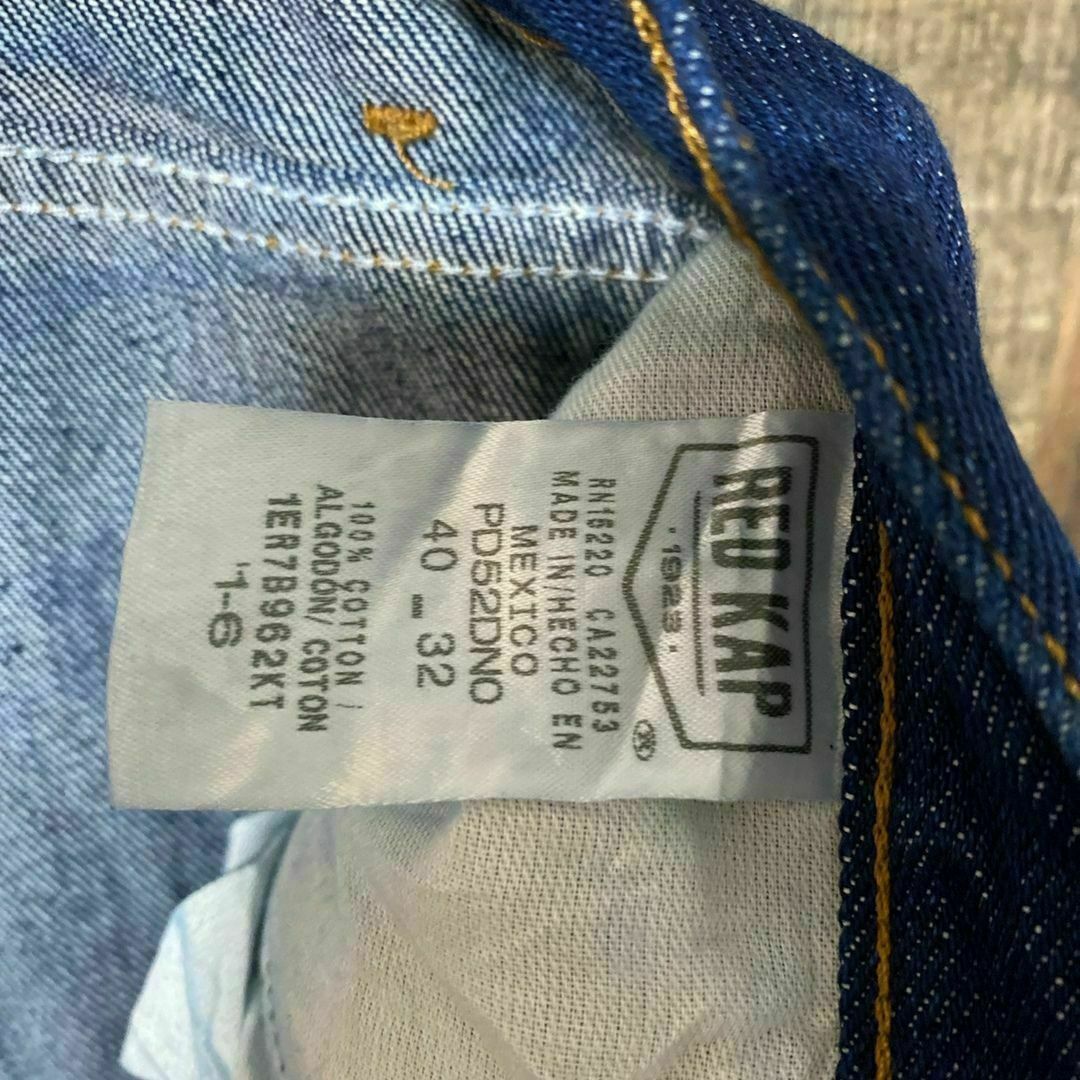 RED KAP
·1923·
RN16220 CA22753
MADE IN/HECHO EN
MEXICO
PD52DNO
40 - 32
100% COTTON /
ALGODÓN/ COTON
1ER7B962KT
'1-6